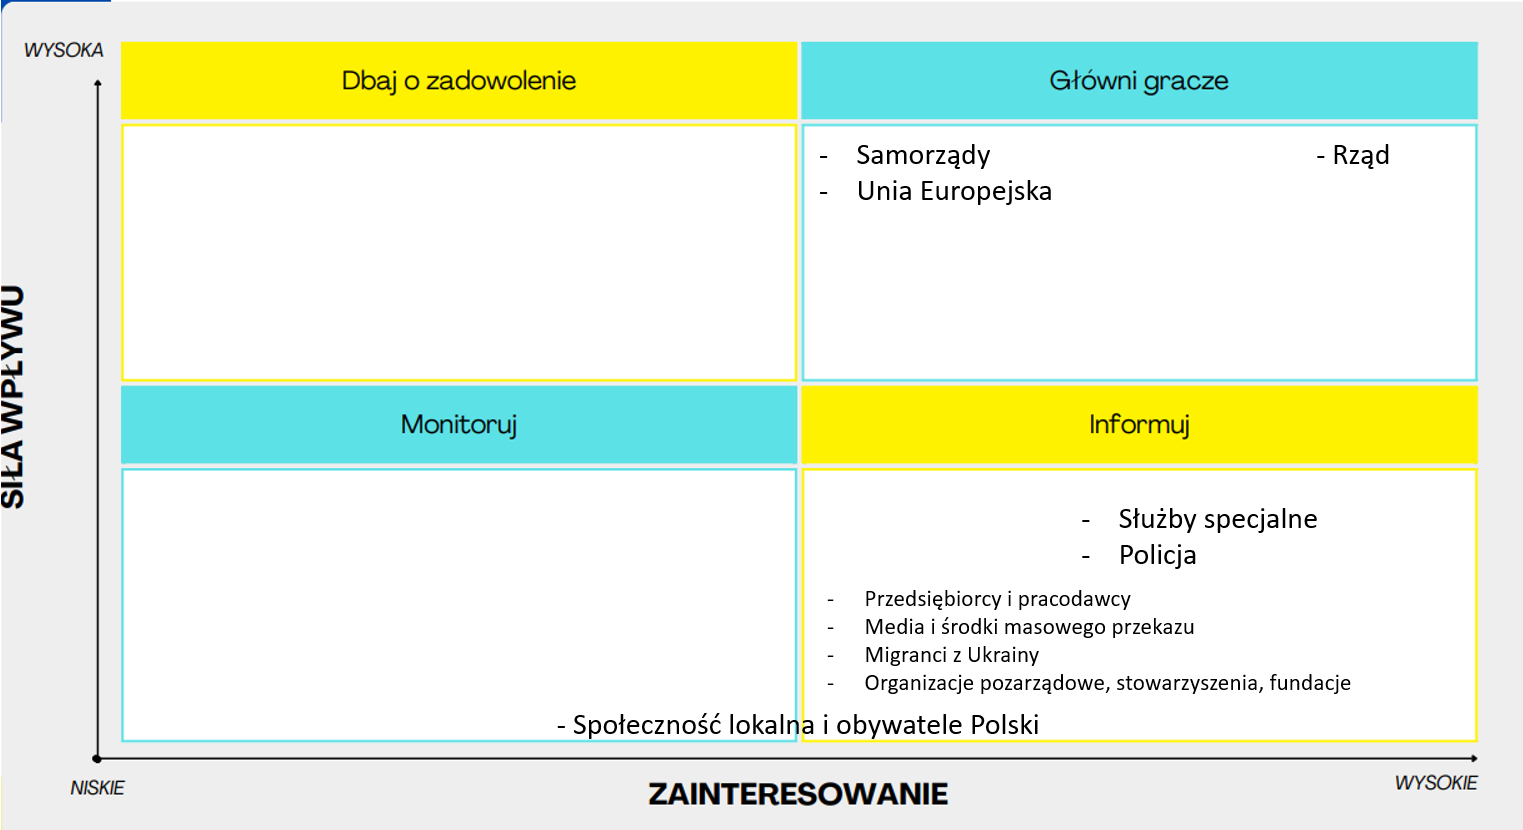 WYSOKA
Dbaj o zadowolenie
Główni gracze
- Samorządy
- Rząd
- Unia Europejska
SIŁA WPŁYWU
Monitoruj
Informuj
- Służby specjalne
- Policja
- Przedsiębiorcy i pracodawcy
- Media i środki masowego przekazu
- Migranci z Ukrainy
- Organizacje pozarządowe, stowarzyszenia, fundacje
- Społeczność lokalna i obywatele Polski
NISKIE
ZAINTERESOWANIE
WYSOKIE